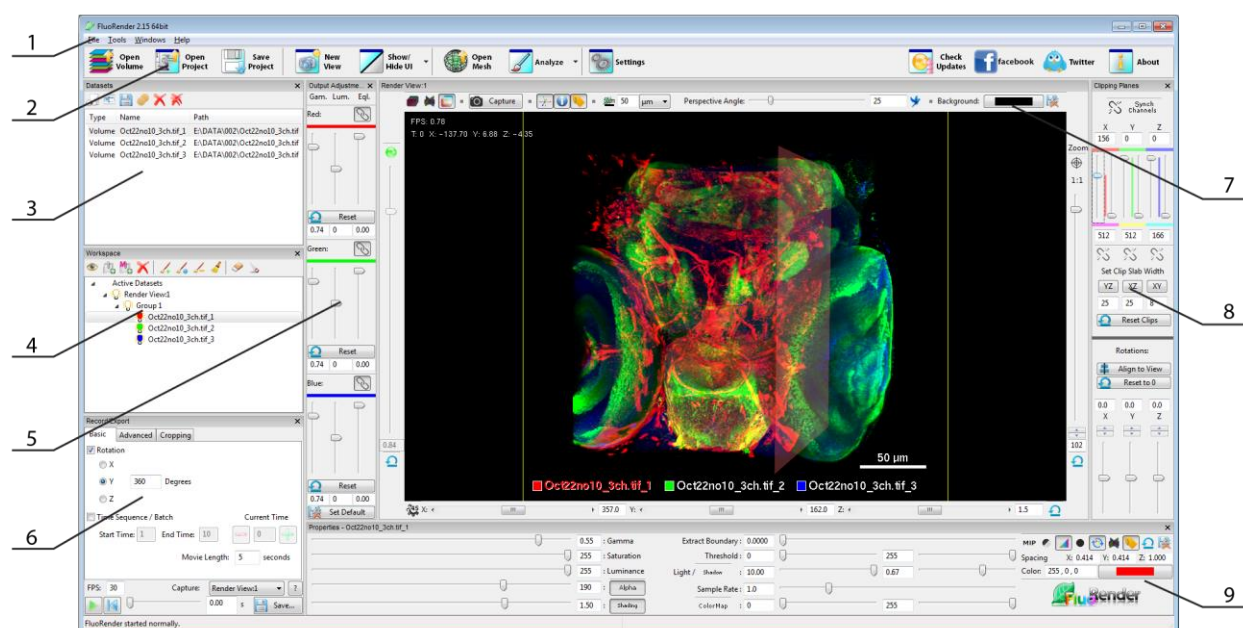 FluoRender 2.15 64bit
File Tools Windows Help
Open Volume
Open Project
Save Project
New View
Show/Hide UI
Open Mesh
Analyze
Settings
Check Updates
facebook
Twitter
About
Datasets
Type Name Path
Volume Oct22no10_3ch.tif_1 E:\DATA\002\Oct22no10_3ch.tif
Volume Oct22no10_3ch.tif_2 E:\DATA\002\Oct22no10_3ch.tif
Volume Oct22no10_3ch.tif_3 E:\DATA\002\Oct22no10_3ch.tif
Workspace
Active Datasets
Render View:1
Group 1
Oct22no10_3ch.tif_1
Oct22no10_3ch.tif_2
Oct22no10_3ch.tif_3
Record/Export
Basic Advanced Cropping
Rotation
X
Y 360 Degrees
Z
Time Sequence / Batch Current Time
Start Time: 1 End Time: 10 0
Movie Length: 5 seconds
FPS: 30 Capture: Render View:1 ?
0.00 s Save...
FluoRender started normally.
Output Adjustme...
Gam. Lum. Eql.
Red:
Reset
0.74 0 0.00
Green:
Reset
0.74 0 0.00
Blue:
Reset
0.74 0 0.00
Set Default
Render View:1
Capture 50 μm Perspective Angle: 25 Background:
FPS: 0.78
T: 0 X: -137.70 Y: 6.88 Z: -4.35
0.84
50 μm
Oct22no10_3ch.tif_1 Oct22no10_3ch.tif_2 Oct22no10_3ch.tif_3
X: 357.0 Y: 162.0 Z: 1.5
Zoom
1:1
102
Clipping Planes
Synch Channels
X Y Z
156 0 0
512 512 166
Set Clip Slab Width
YZ XZ XY
25 25 8
Reset Clips
Rotations:
Align to View
Reset to 0
0.0 0.0 0.0
X Y Z
Properties - Oct22no10_3ch.tif_1
0.55 : Gamma Extract Boundary : 0.0000 MIP
255 : Saturation Threshold : 0 255 Spacing X: 0.414 Y: 0.414 Z: 1.000
255 : Luminance Light / Shadow : 10.00 0.67 Color: 255 , 0 , 0
190 : Alpha Sample Rate : 1.0
1.50 : Shading ColorMap : 0 255 FluoRender
1
2
3
4
5
6
7
8
9